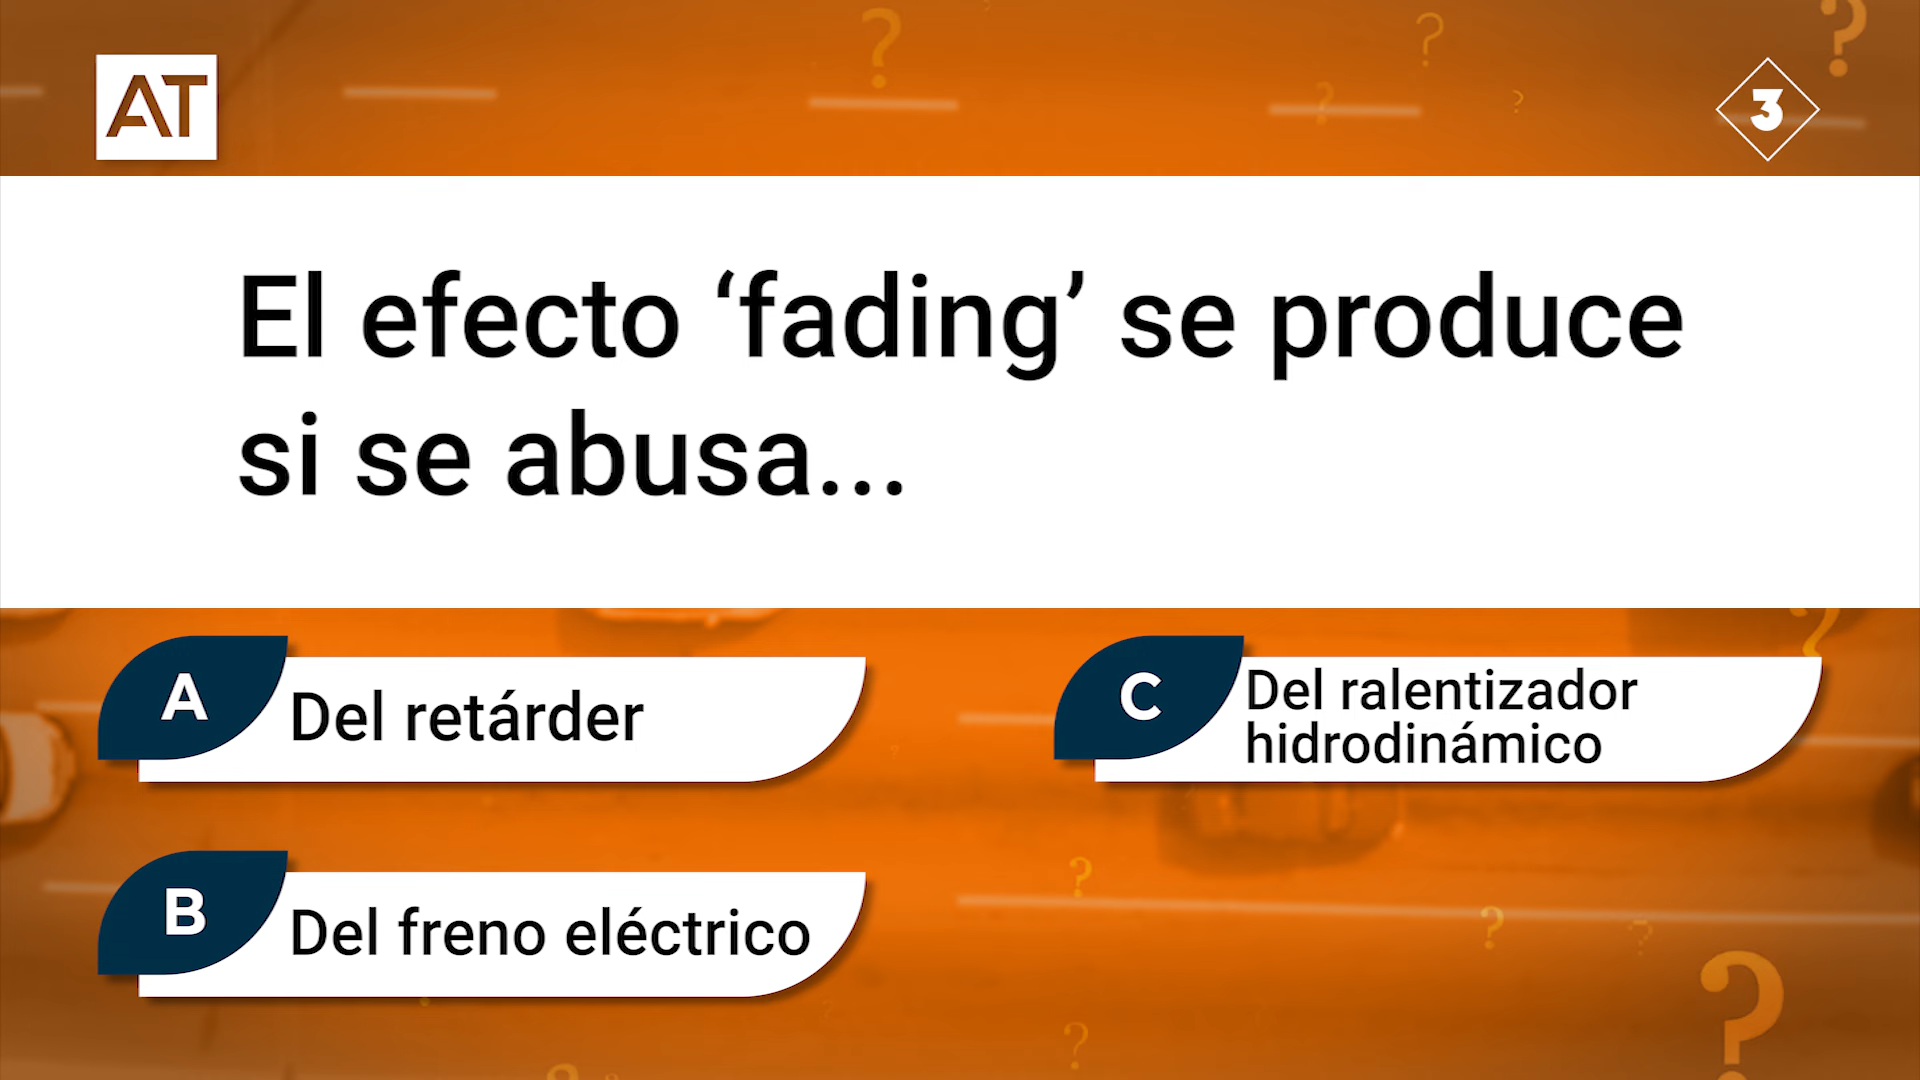 AT
3
El efecto ‘fading’ se produce
si se abusa...
A
Del retárder
B
Del freno eléctrico
C
Del ralentizador
hidrodinámico